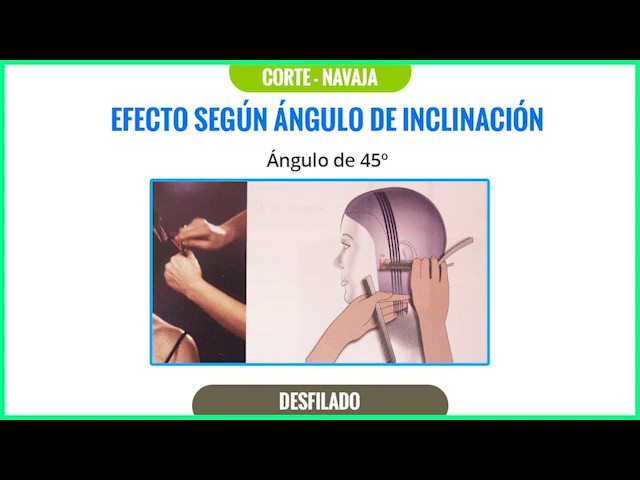 CORTE - NAVAJA
EFECTO SEGÚN ÁNGULO DE INCLINACIÓN
Ángulo de 45º
DESFILADO